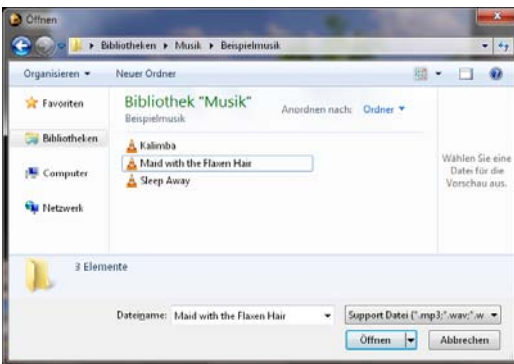 Öffnen
Bibliotheken ▸ Musik ▸ Beispielmusik
Organisieren Neuer Ordner
Favoriten
Bibliotheken
Computer
Netzwerk
Bibliothek "Musik"
Beispielmusik
Anordnen nach: Ordner
Kalimba
Maid with the Flaxen Hair
Sleep Away
Wählen Sie eine
Datei für die
Vorschau aus.
3 Elemente
Dateiname: Maid with the Flaxen Hair
Support Datei (*.mp3;*.wav;*.w
Öffnen Abbrechen